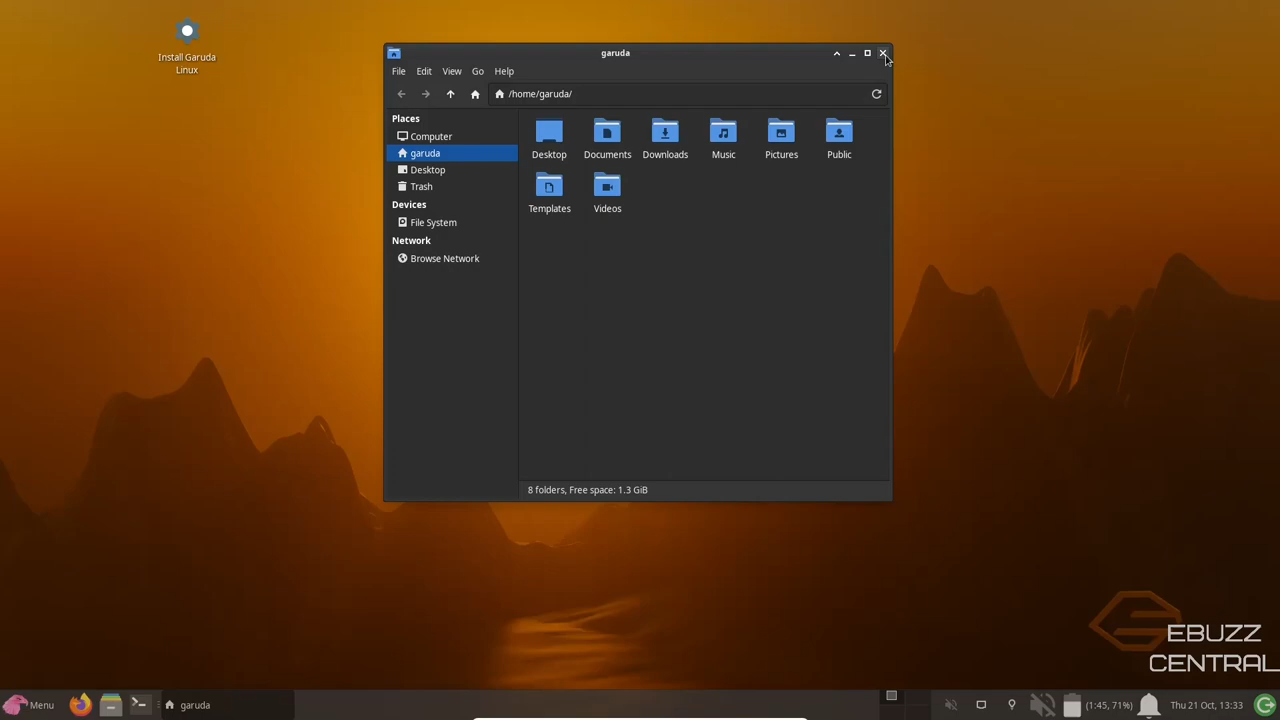 Install Garuda
Linux
garuda
File Edit View Go Help
/home/garuda/
Places
Computer
garuda
Desktop
Trash
Devices
File System
Network
Browse Network
Desktop Documents Downloads Music Pictures Public
Templates Videos
8 folders, Free space: 1.3 GiB
EBUZZ
CENTRAL
Menu garuda (1:45, 71%) Thu 21 Oct, 13:33